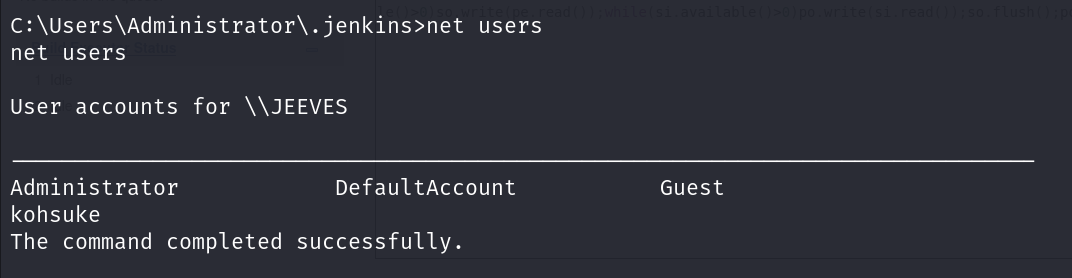 C:\Users\Administrator\.jenkins>net users
net users
User accounts for \\JEEVES
Administrator DefaultAccount Guest
kohsuke
The command completed successfully.